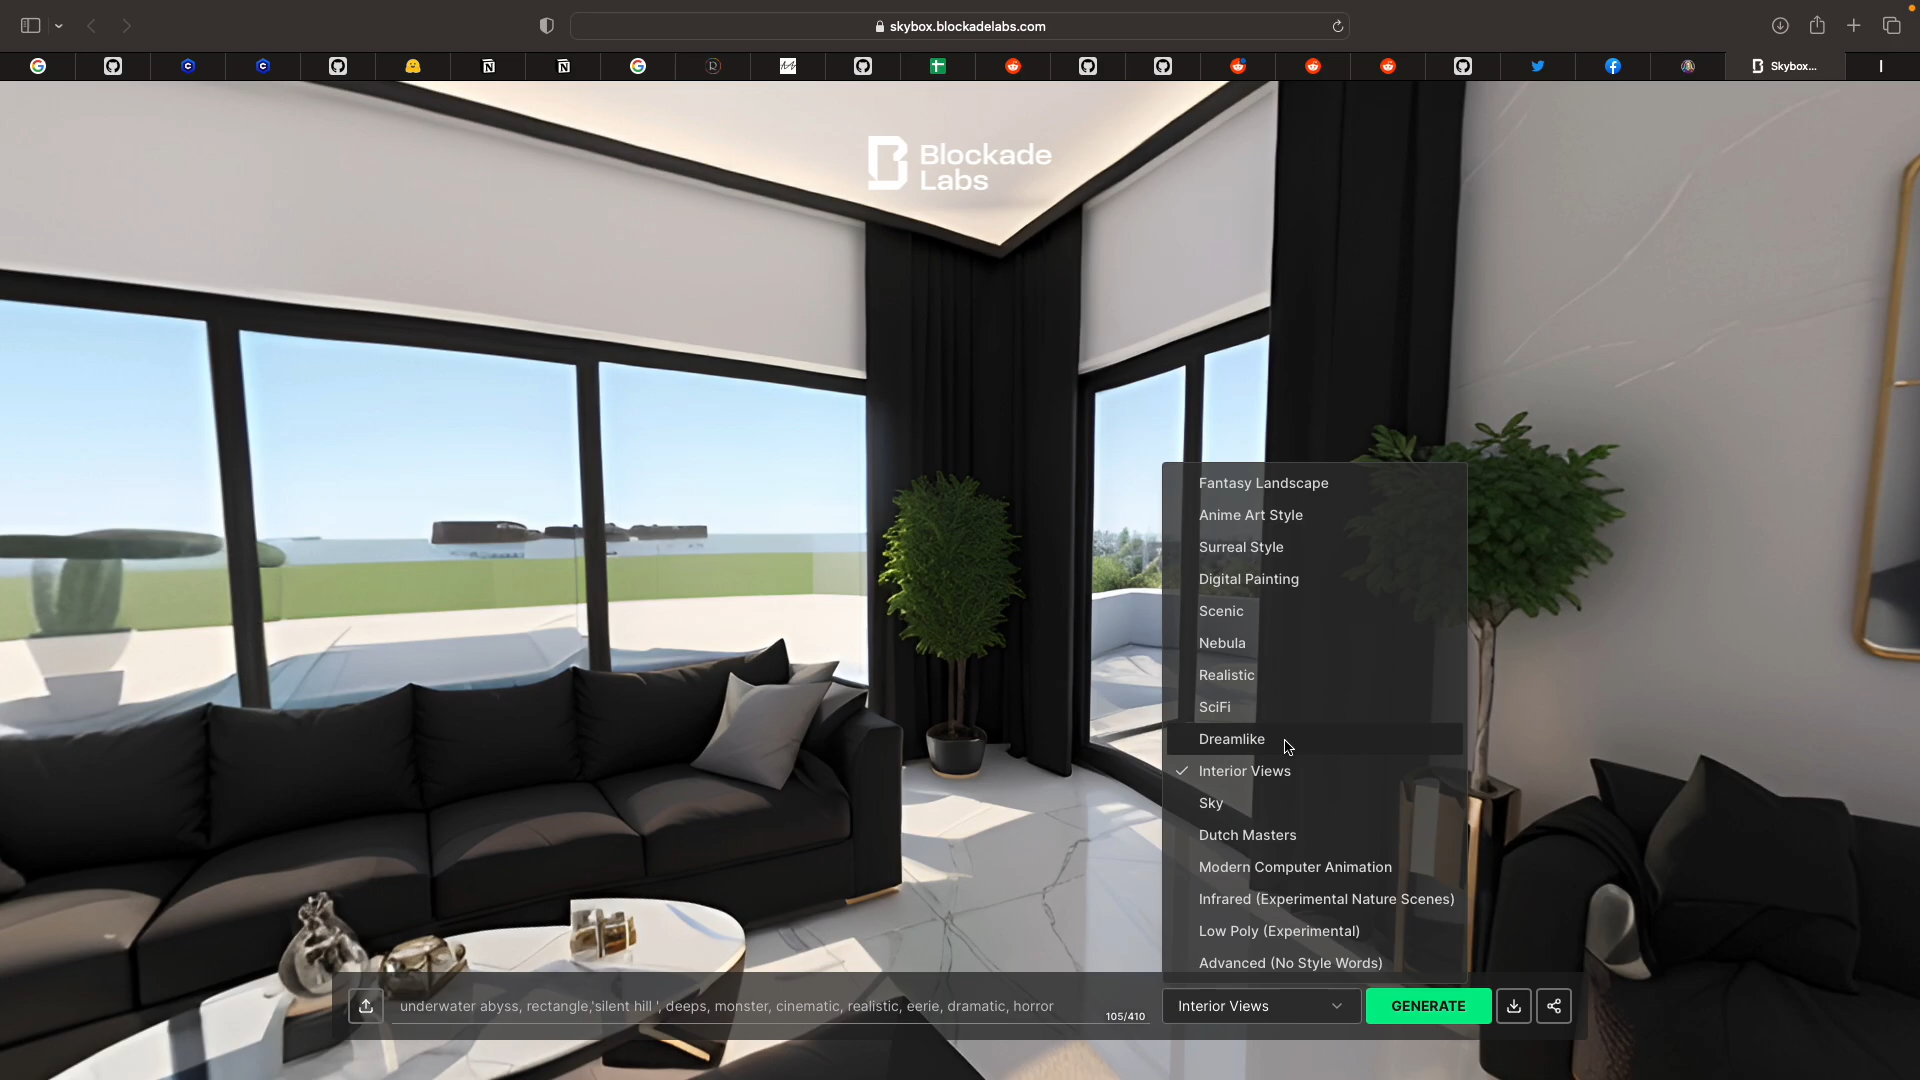 skybox.blockadelabs.com
Skybox...
Blockade
Labs
Fantasy Landscape
Anime Art Style
Surreal Style
Digital Painting
Scenic
Nebula
Realistic
SciFi
Dreamlike
Interior Views
Sky
Dutch Masters
Modern Computer Animation
Infrared (Experimental Nature Scenes)
Low Poly (Experimental)
Advanced (No Style Words)
underwater abyss, rectangle,'silent hill ', deeps, monster, cinematic, realistic, eerie, dramatic, horror
105/410
Interior Views
GENERATE